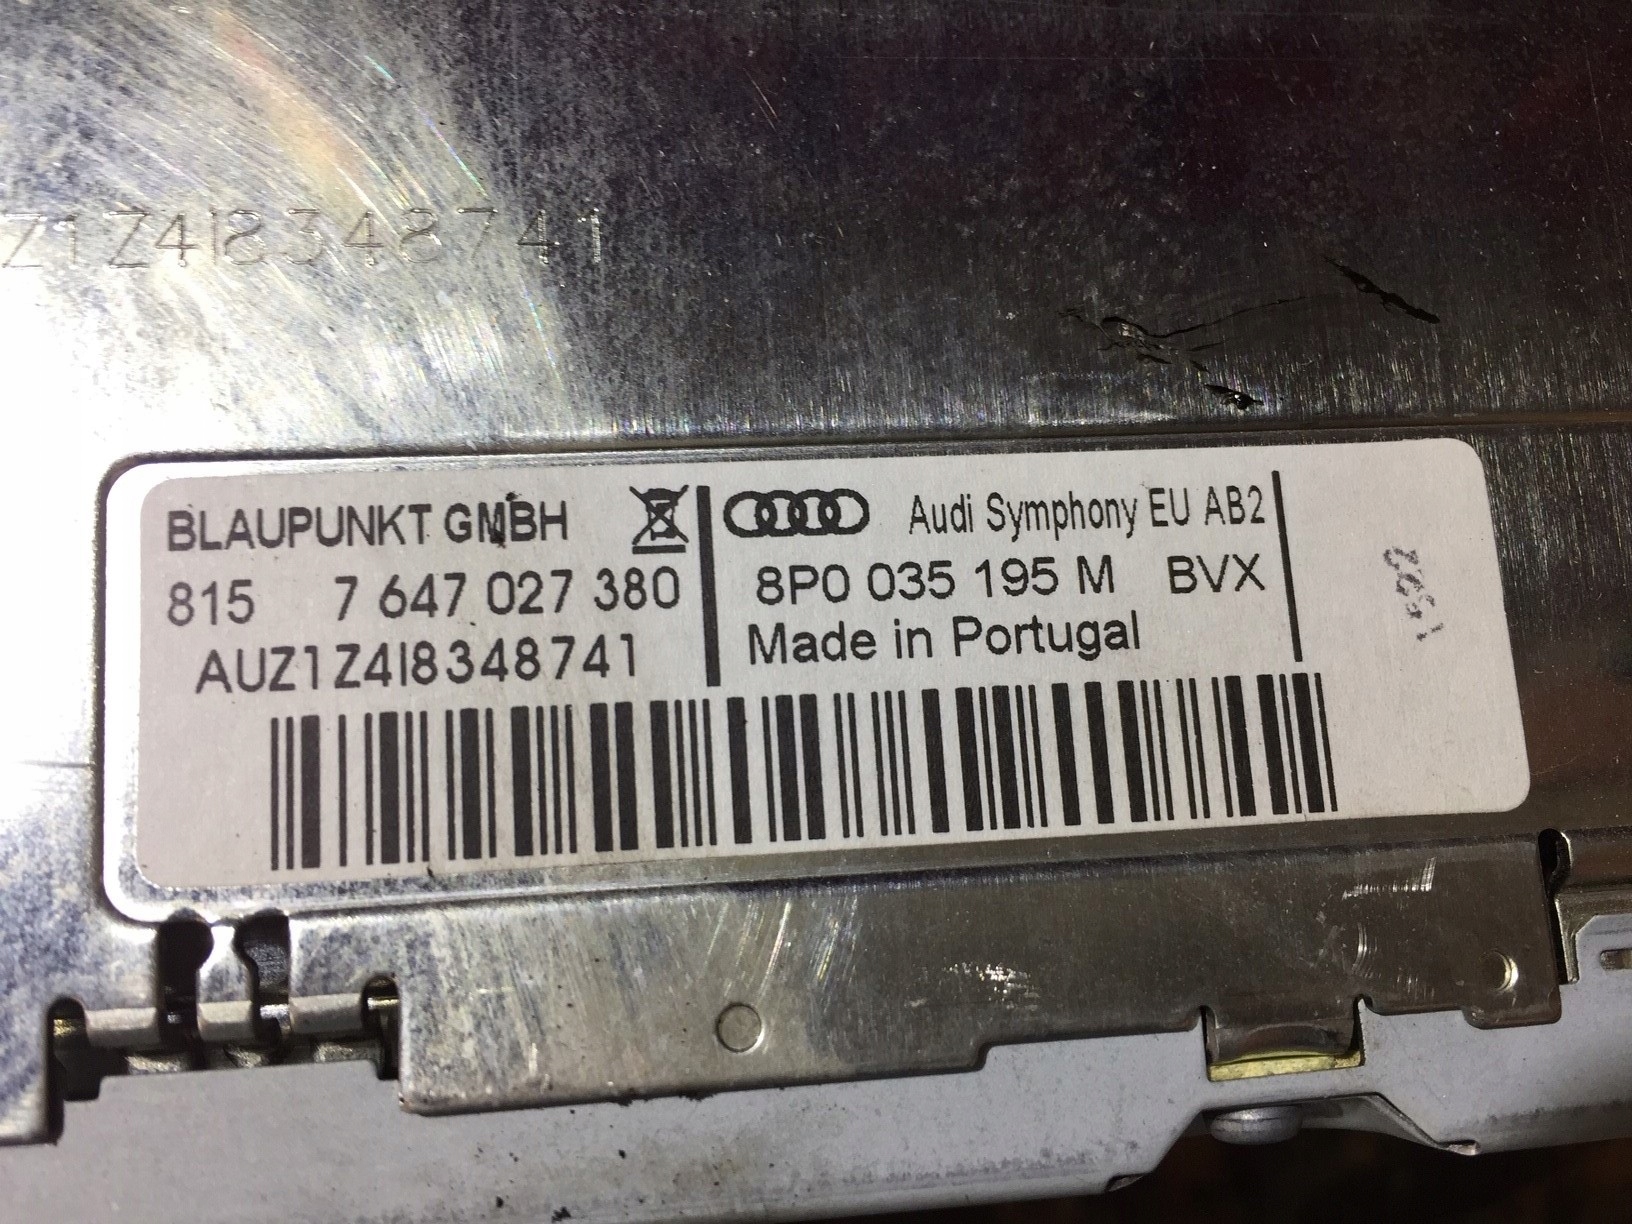 Z1Z4I8348741
BLAUPUNKT GMBH
815 7 647 027 380
AUZ1Z4I8348741
Audi Symphony EU AB2
8P0 035 195 M BVX
Made in Portugal
1522